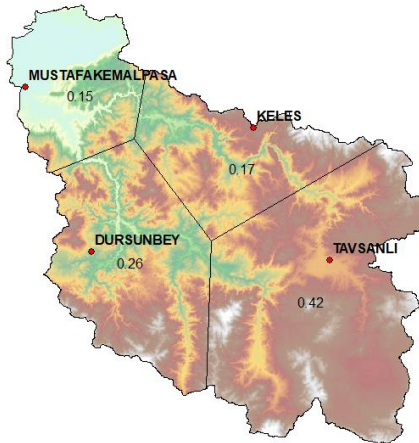 MUSTAFAKEMALPASA
0.15
KELES
0.17
DURSUNBEY
0.26
TAVSANLI
0.42